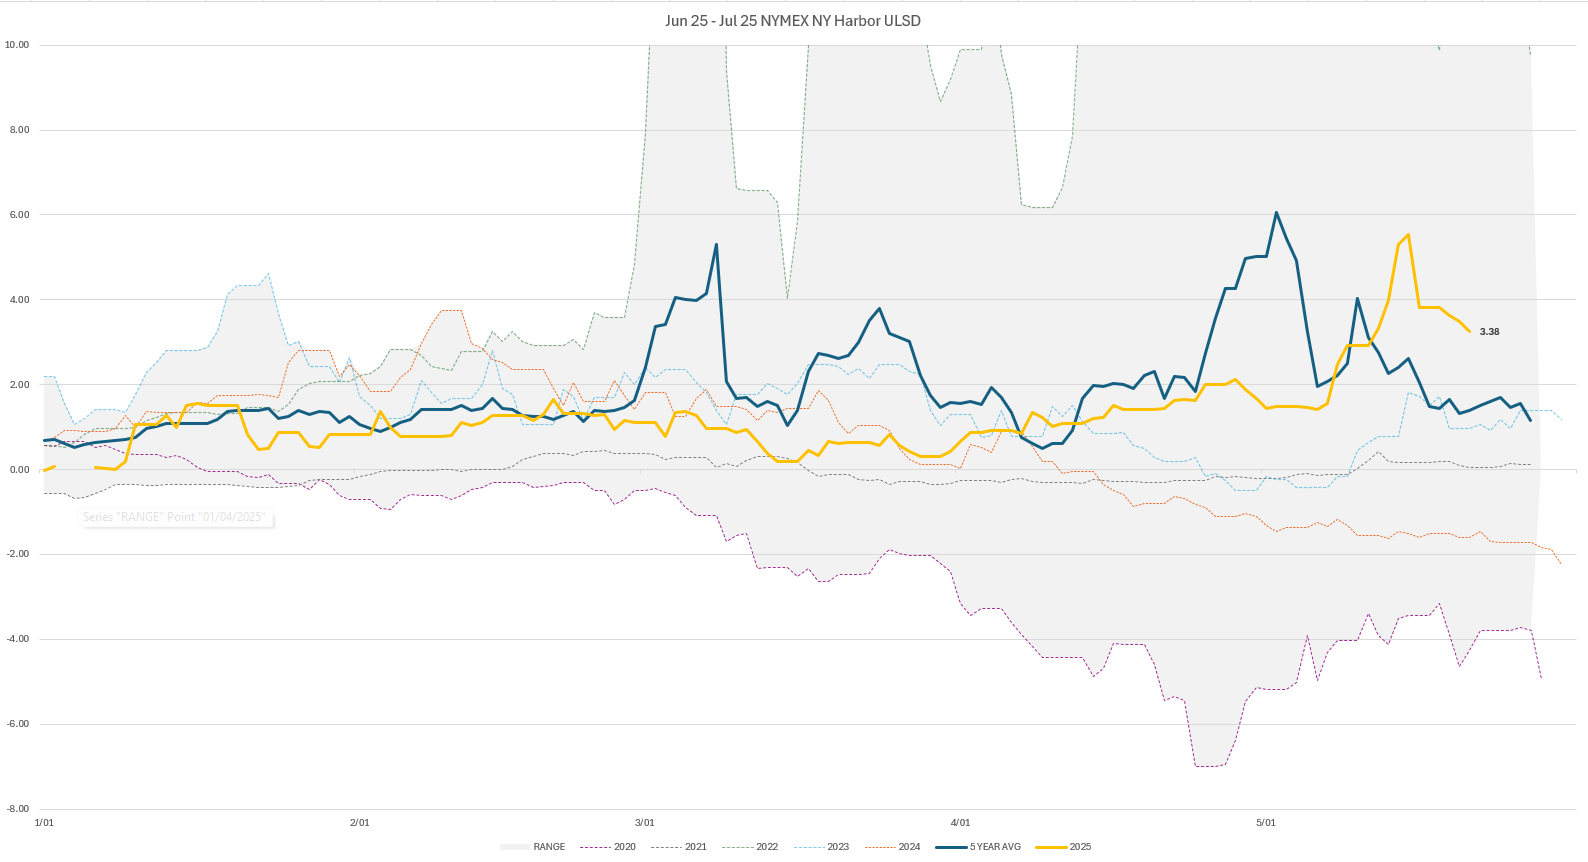 Jun 25 - Jul 25 NYMEX NY Harbor ULSD
10.00
8.00
6.00
4.00
3.38
2.00
0.00
Series "RANGE" Point "01/04/2025"
-2.00
-4.00
-6.00
-8.00
1/01 2/01 3/01 4/01 5/01
RANGE 2020 2021 2022 2023 2024 5 YEAR AVG 2025